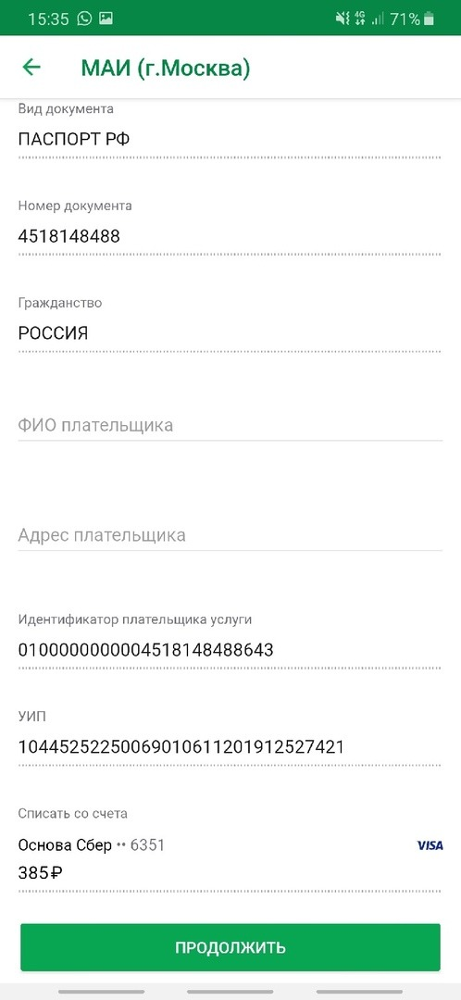 15:35 4G 71%
МАИ (г.Москва)
Вид документа
ПАСПОРТ РФ
Номер документа
4518148488
Гражданство
РОССИЯ
ФИО плательщика
Адрес плательщика
Идентификатор плательщика услуги
0100000000004518148488643
УИП
10445252250069010611201912527421
Списать со счета
Основа Сбер •• 6351 VISA
385₽
ПРОДОЛЖИТЬ